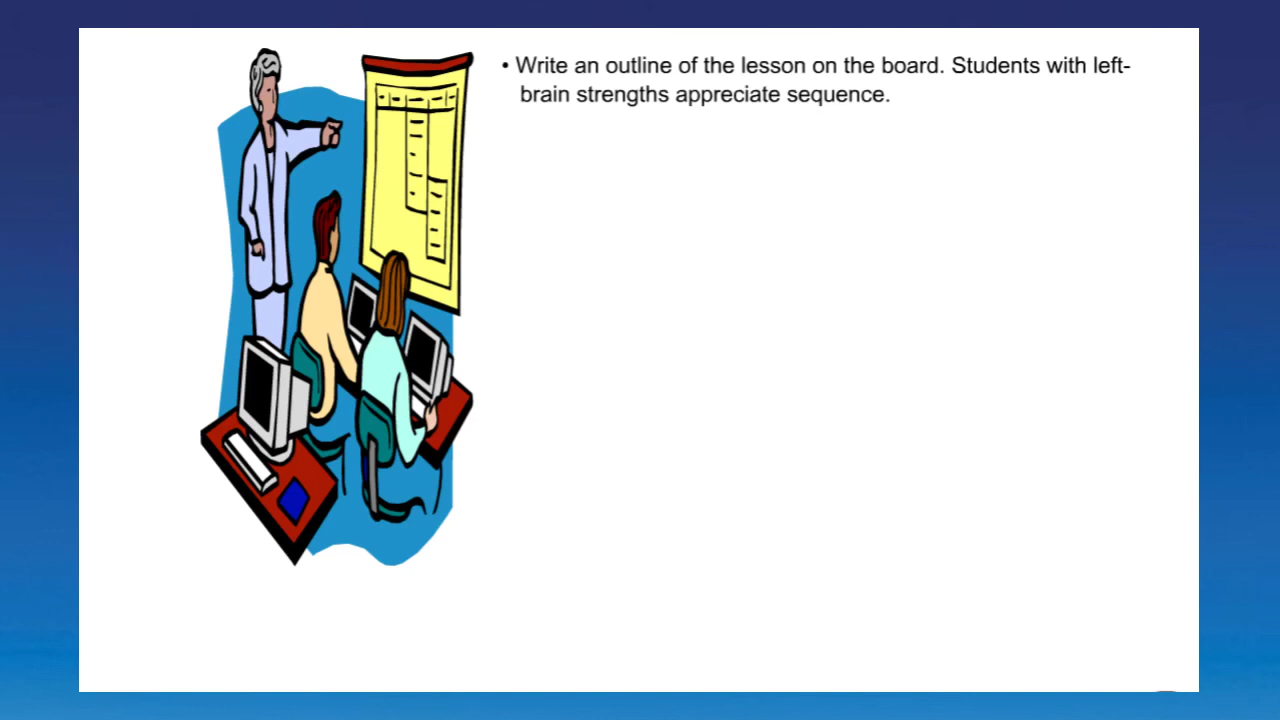 • Write an outline of the lesson on the board. Students with left-
brain strengths appreciate sequence.